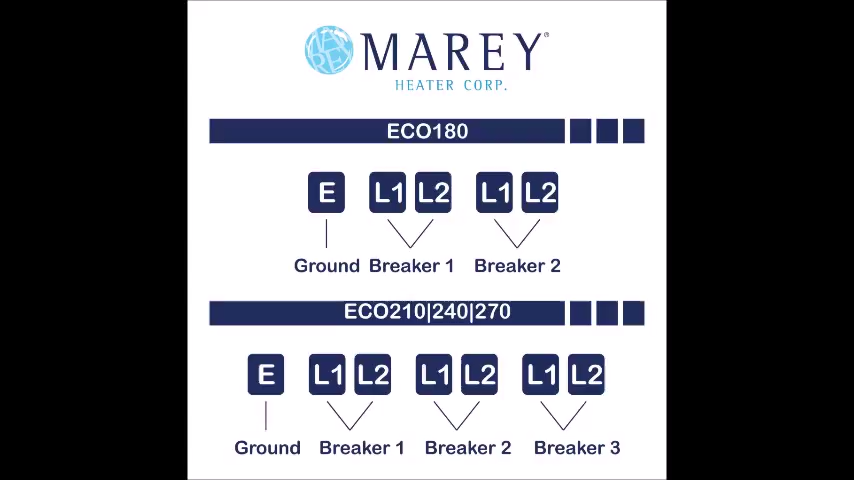 MAREY®
HEATER CORP.
ECO180
E L1 L2 L1 L2
Ground Breaker 1 Breaker 2
ECO210|240|270
E L1 L2 L1 L2 L1 L2
Ground Breaker 1 Breaker 2 Breaker 3